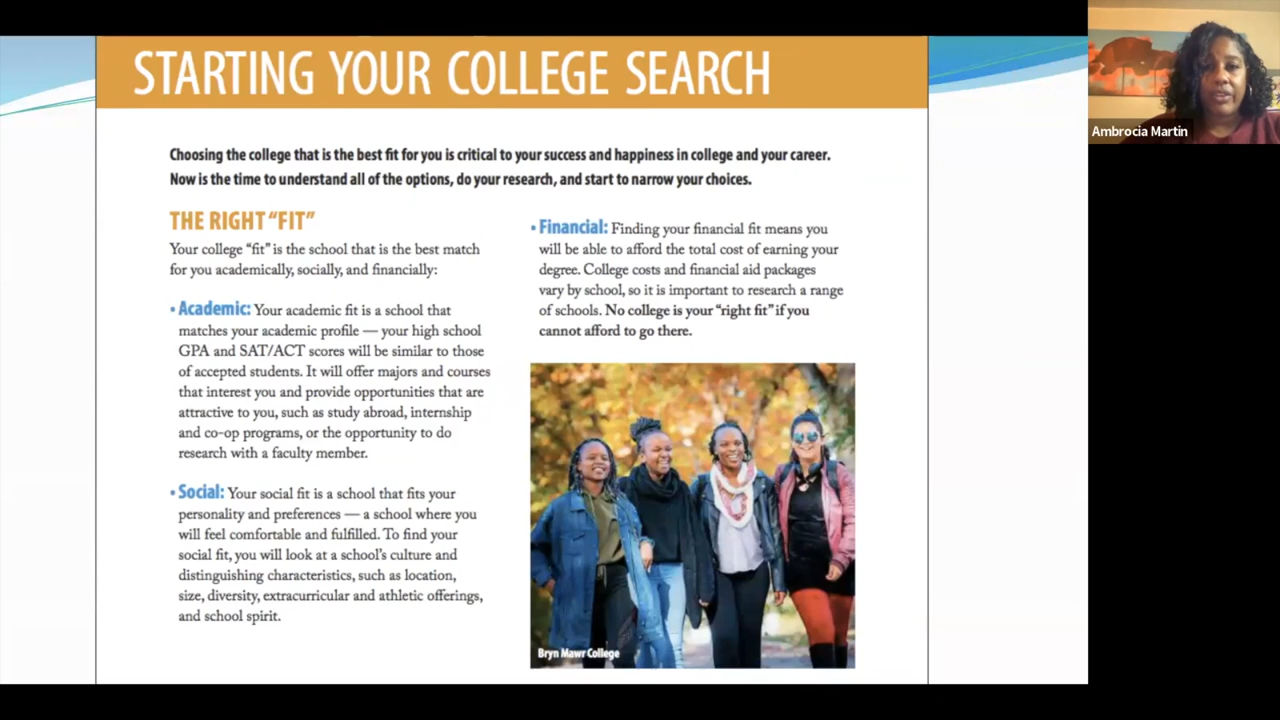 STARTING YOUR COLLEGE SEARCH
Choosing the college that is the best fit for you is critical to your success and happiness in college and your career.
Now is the time to understand all of the options, do your research, and start to narrow your choices.
THE RIGHT “FIT”
Your college “fit” is the school that is the best match
for you academically, socially, and financially:
• Academic: Your academic fit is a school that
matches your academic profile — your high school
GPA and SAT/ACT scores will be similar to those
of accepted students. It will offer majors and courses
that interest you and provide opportunities that are
attractive to you, such as study abroad, internship
and co-op programs, or the opportunity to do
research with a faculty member.
• Social: Your social fit is a school that fits your
personality and preferences — a school where you
will feel comfortable and fulfilled. To find your
social fit, you will look at a school’s culture and
distinguishing characteristics, such as location,
size, diversity, extracurricular and athletic offerings,
and school spirit.
• Financial: Finding your financial fit means you
will be able to afford the total cost of earning your
degree. College costs and financial aid packages
vary by school, so it is important to research a range
of schools. No college is your “right fit” if you
cannot afford to go there.
Bryn Mawr College
Ambrocia Martin